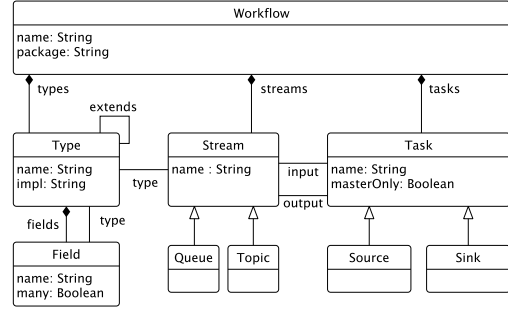 Workflow
name: String
package: String
types
streams
tasks
extends
Type
name: String
impl: String
type
Stream
name : String
input
output
Task
name: String
masterOnly: Boolean
fields
type
Field
name: String
many: Boolean
Queue
Topic
Source
Sink